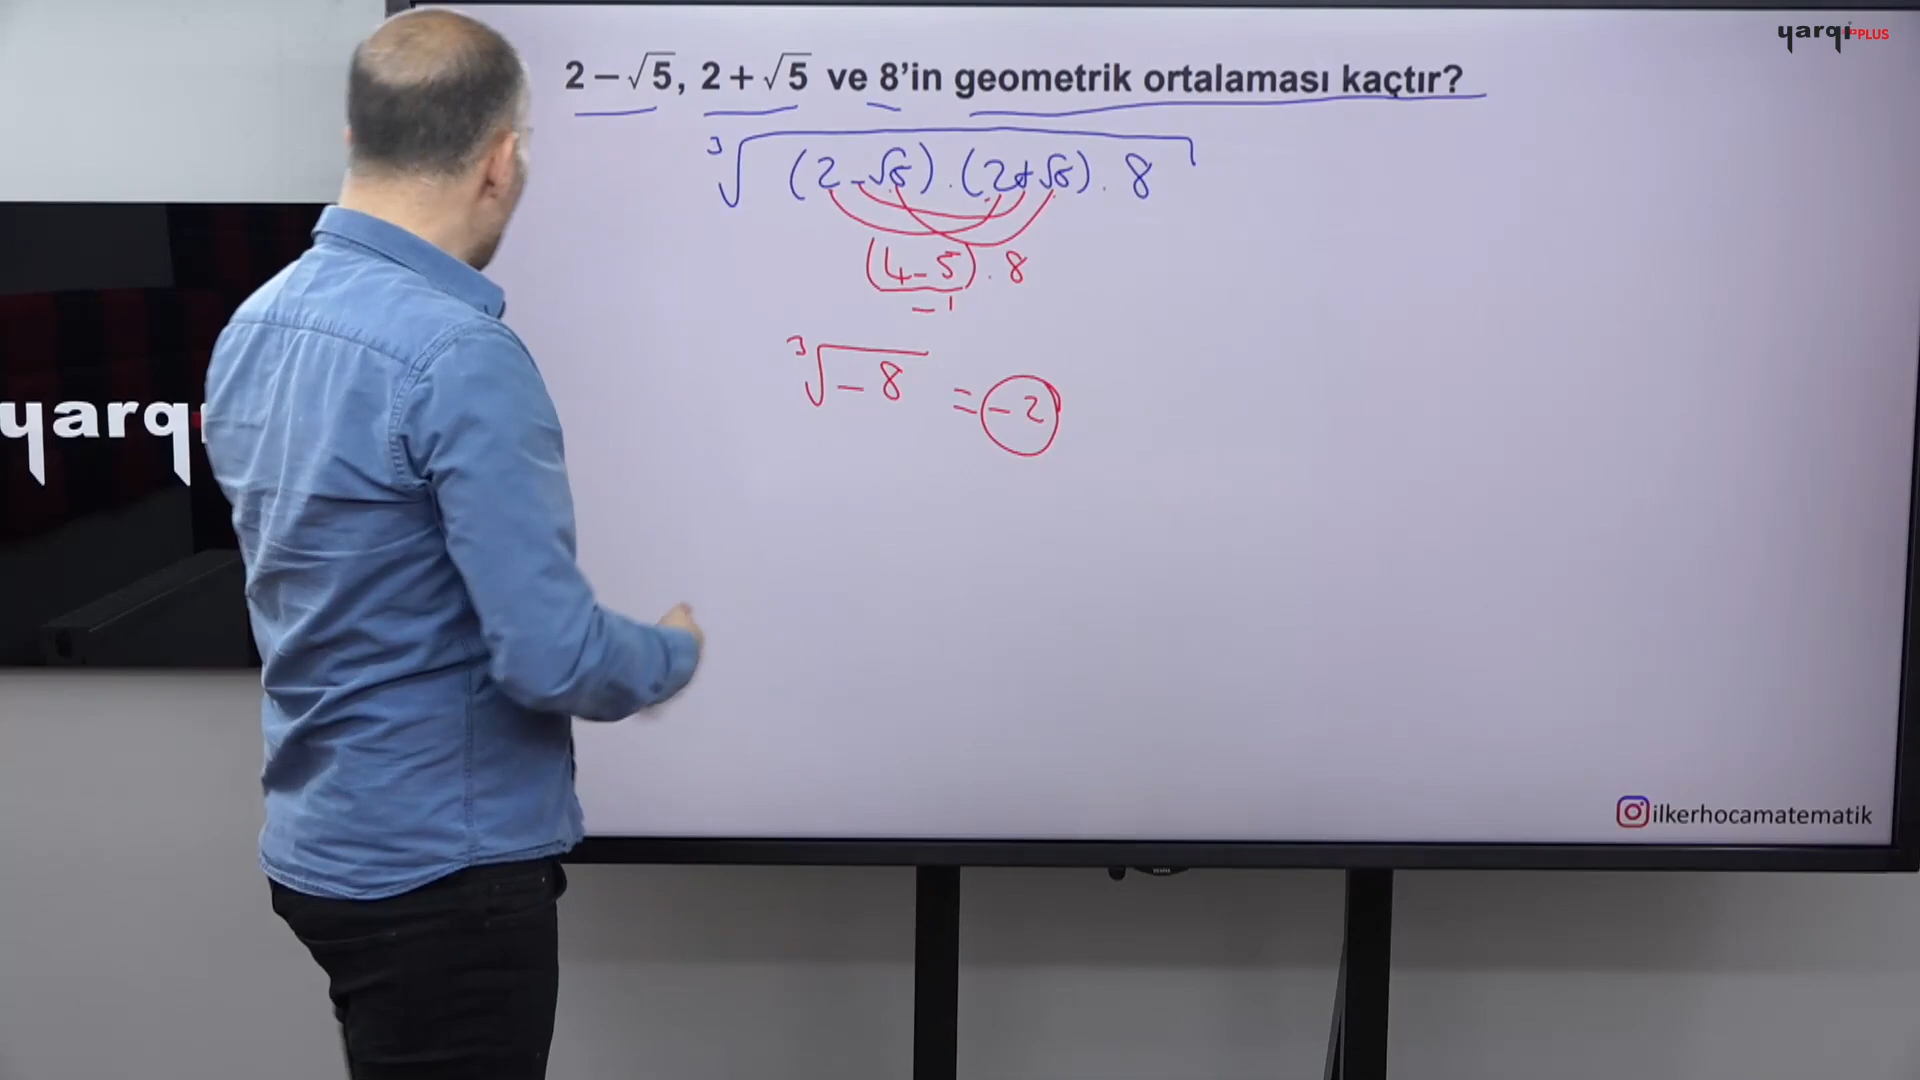 yarqı PLUS
2 − √5, 2 + √5 ve 8’in geometrik ortalaması kaçtır?
∛(2 − √5) . (2 + √5) . 8
(4 − 5) . 8
−1
∛−8 = −2
yarq
ilkerhocamatematik